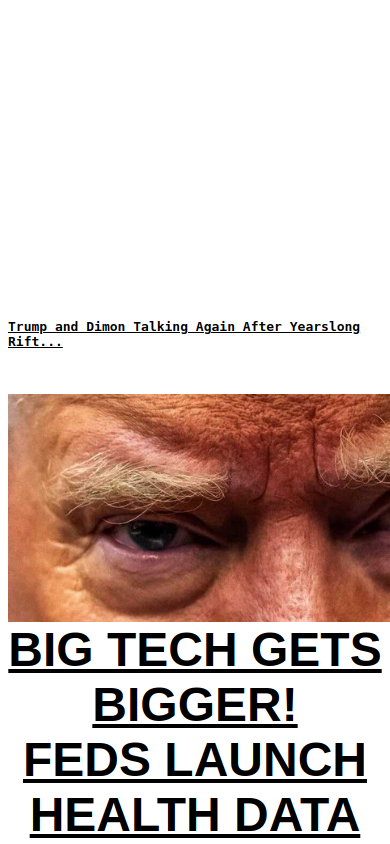 Trump and Dimon Talking Again After Yearslong
Rift...
BIG TECH GETS
BIGGER!
FEDS LAUNCH
HEALTH DATA